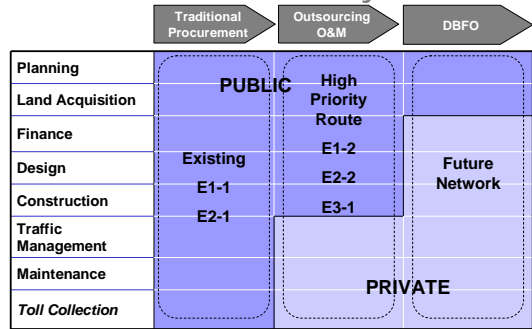 Traditional
Procurement
Outsourcing
O&M
DBFO
Planning
Land Acquisition
Finance
Design
Construction
Traffic
Management
Maintenance
Toll Collection
PUBLIC
Existing
E1-1
E2-1
High
Priority
Route
E1-2
E2-2
E3-1
Future
Network
PRIVATE